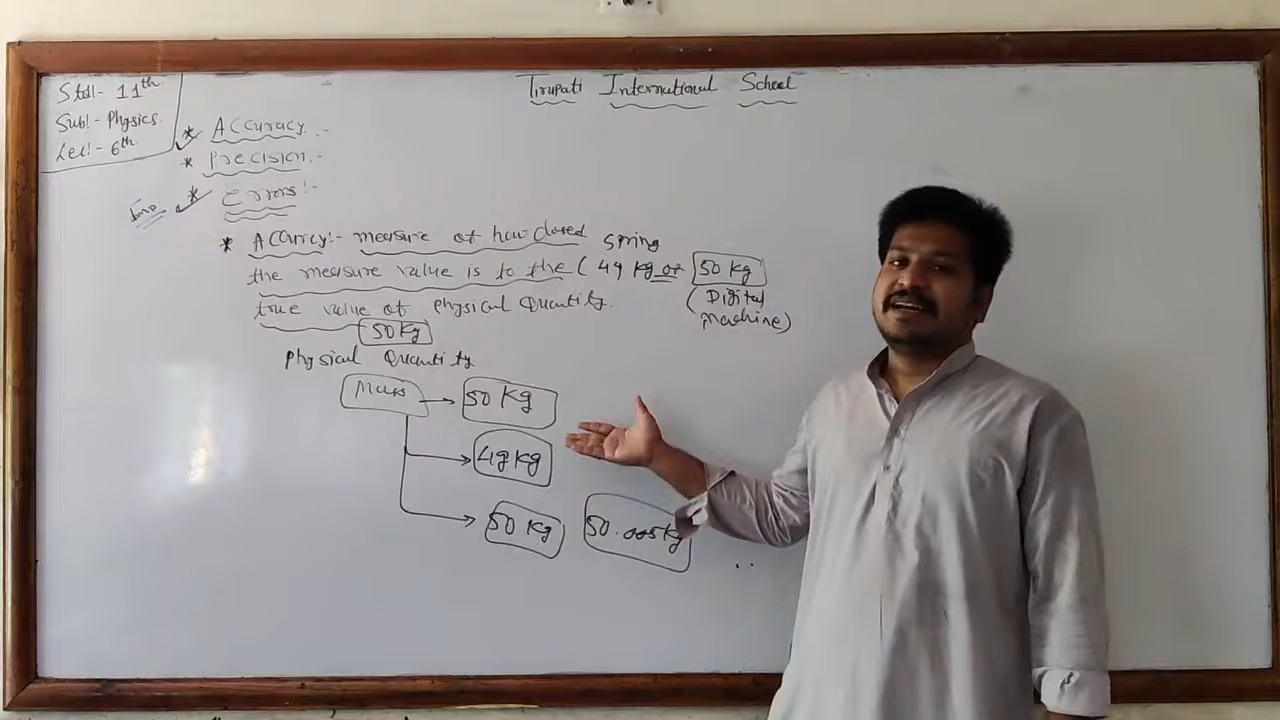 Tirupati International School
Std:- 11th
Sub:- Physics.
Lec:- 6th
* Accuracy:-
* Precision:-
* Errors:-
* Accuracy:- measure of how closed
the measure value is to the
true value of physical Quantity.
spring
( 49 kg or 50 kg
(Digital
machine)
50 Kg
Physical Quantity
Mass
50 Kg
49 kg
50 Kg
50.005 kg